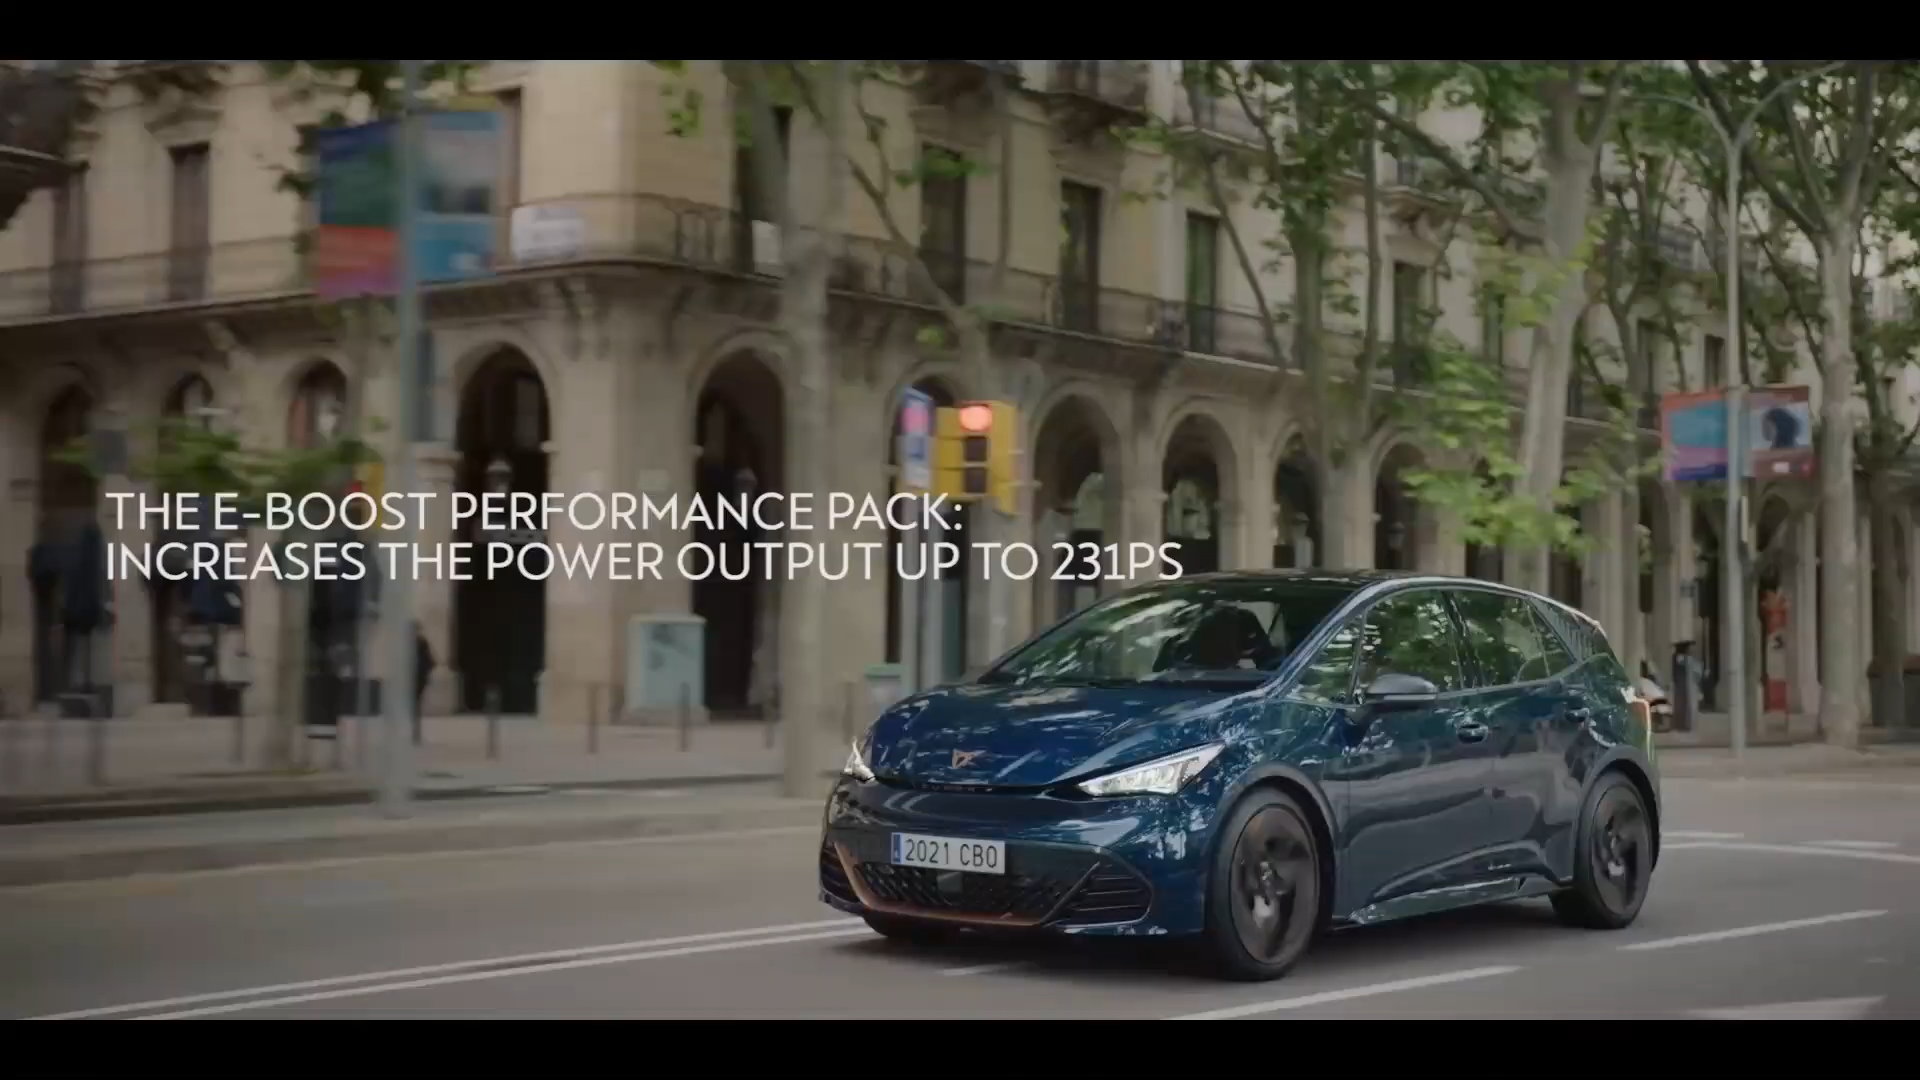 THE E-BOOST PERFORMANCE PACK:
INCREASES THE POWER OUTPUT UP TO 231PS
2021 CBO